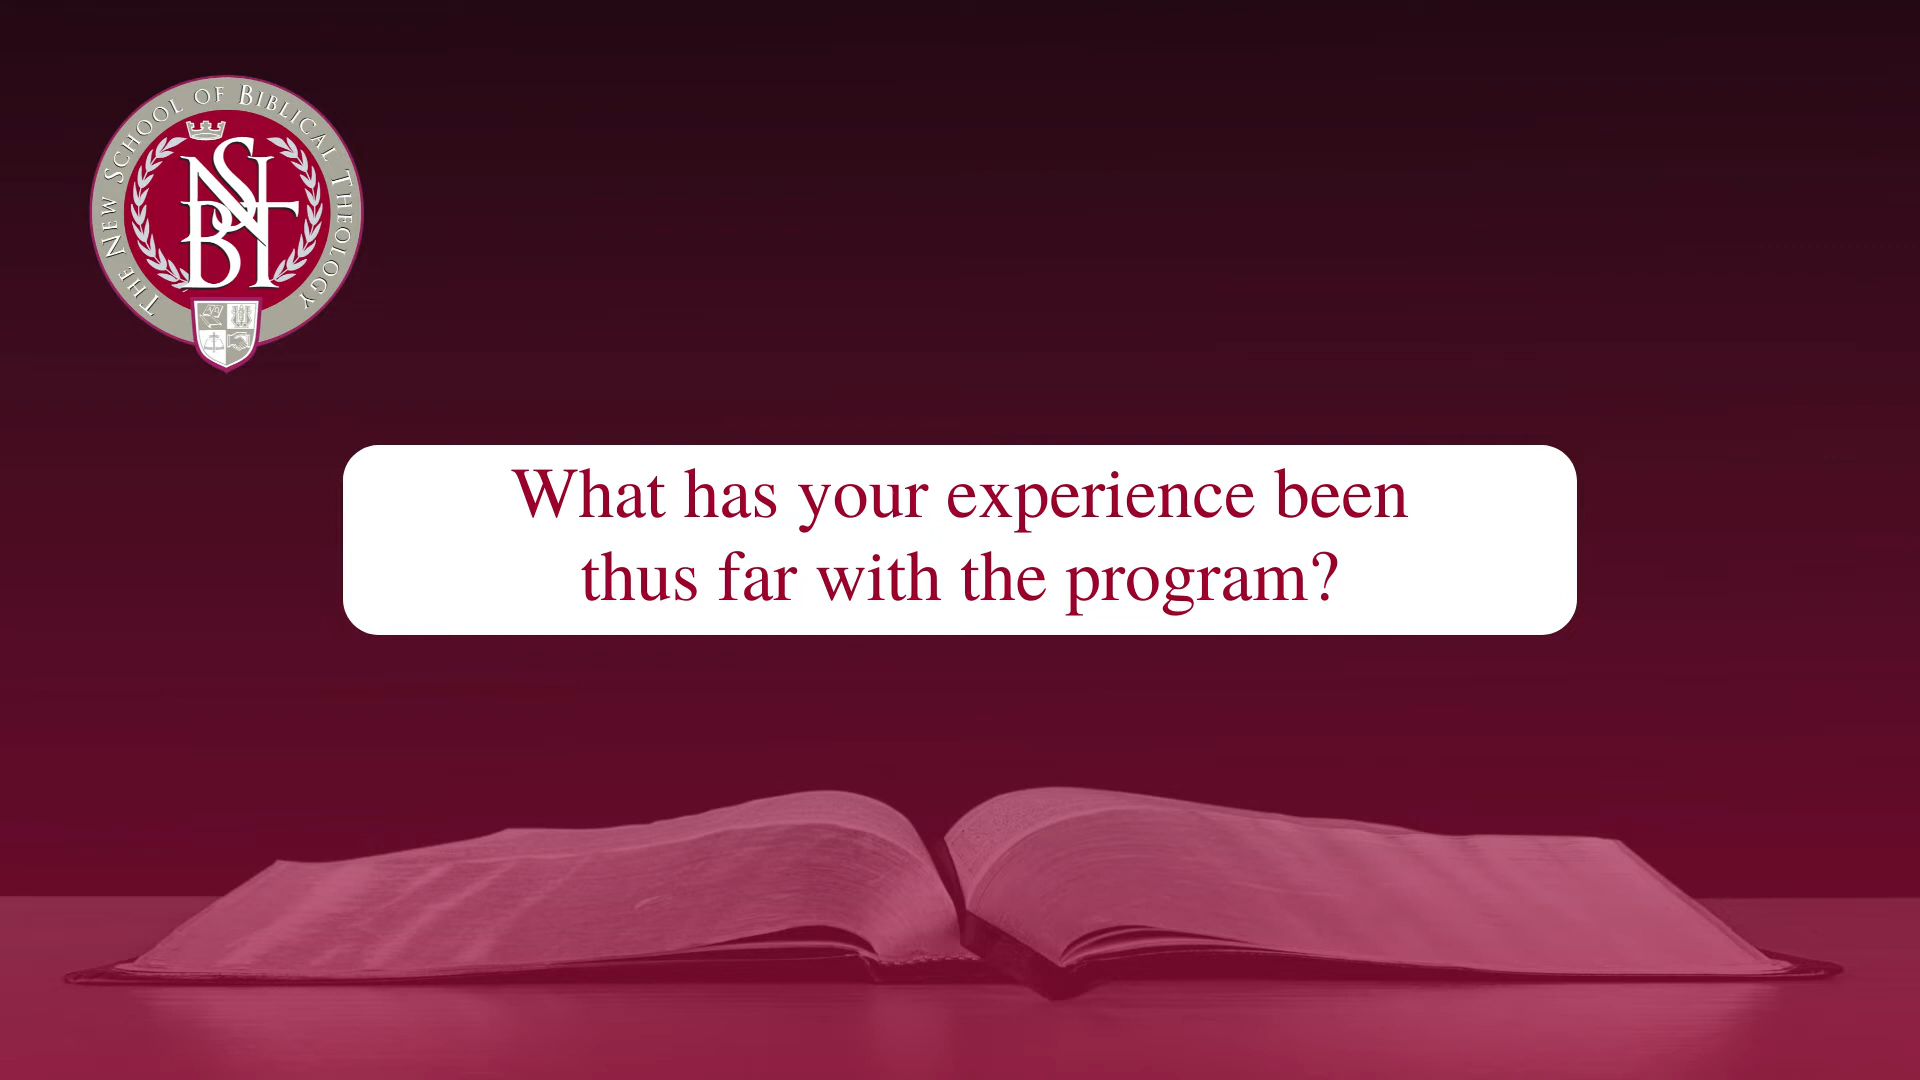 THE NEW SCHOOL OF BIBLICAL THEOLOGY
NSBT
What has your experience been
thus far with the program?